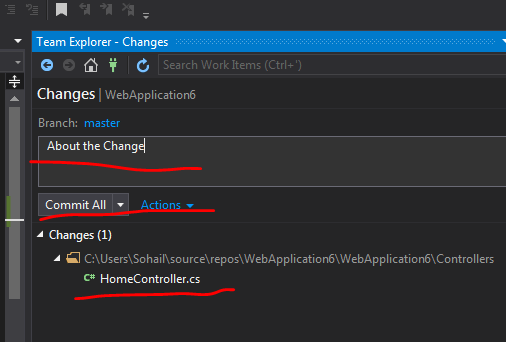 Team Explorer - Changes
Search Work Items (Ctrl+')
Changes | WebApplication6
Branch: master
About the Change
Commit All Actions
Changes (1)
C:\Users\Sohail\source\repos\WebApplication6\WebApplication6\Controllers
C# HomeController.cs